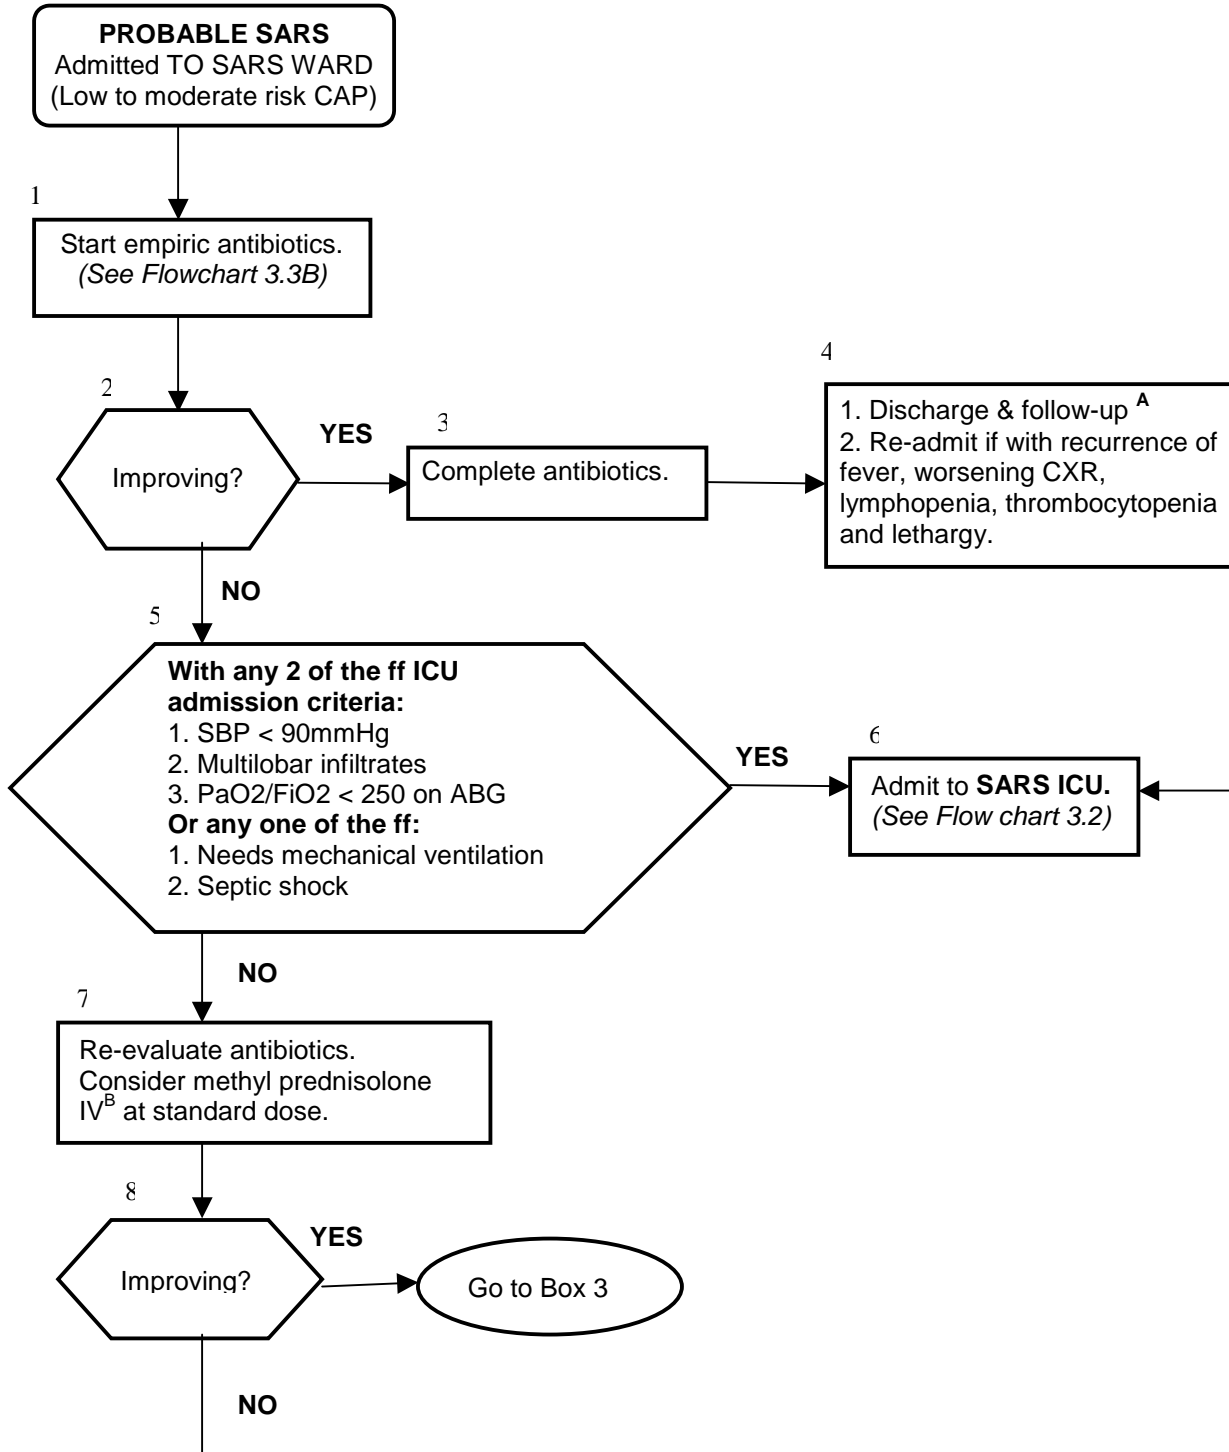 PROBABLE SARS
Admitted TO SARS WARD
(Low to moderate risk CAP)
1
Start empiric antibiotics.
(See Flowchart 3.3B)
2
Improving?
YES
3
Complete antibiotics.
4
1. Discharge & follow-up A
2. Re-admit if with recurrence of
fever, worsening CXR,
lymphopenia, thrombocytopenia
and lethargy.
NO
5
With any 2 of the ff ICU
admission criteria:
1. SBP < 90mmHg
2. Multilobar infiltrates
3. PaO2/FiO2 < 250 on ABG
Or any one of the ff:
1. Needs mechanical ventilation
2. Septic shock
YES
6
Admit to SARS ICU.
(See Flow chart 3.2)
NO
7
Re-evaluate antibiotics.
Consider methyl prednisolone
IVB at standard dose.
8
Improving?
YES
Go to Box 3
NO